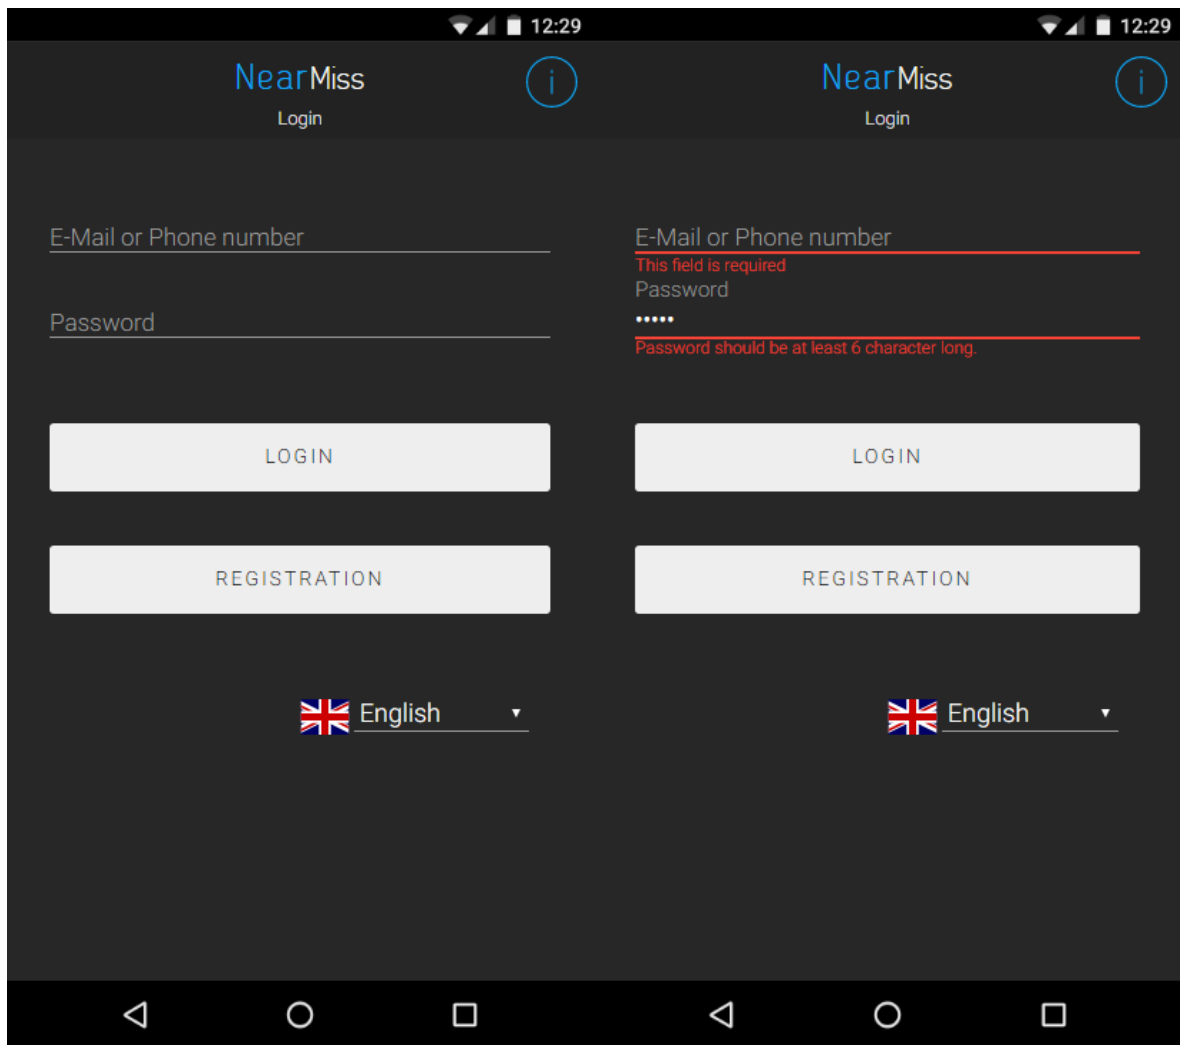 12:29
NearMiss
i
Login
E-Mail or Phone number
Password
LOGIN
REGISTRATION
English
12:29
NearMiss
i
Login
E-Mail or Phone number
This field is required
Password
•••••
Password should be at least 6 character long.
LOGIN
REGISTRATION
English